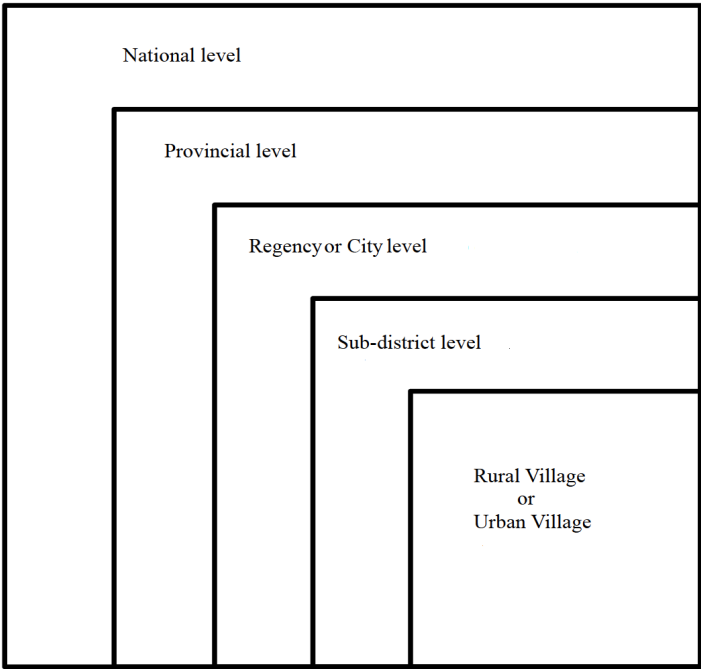 National level
Provincial level
Regency or City level
Sub-district level
Rural Village
or
Urban Village